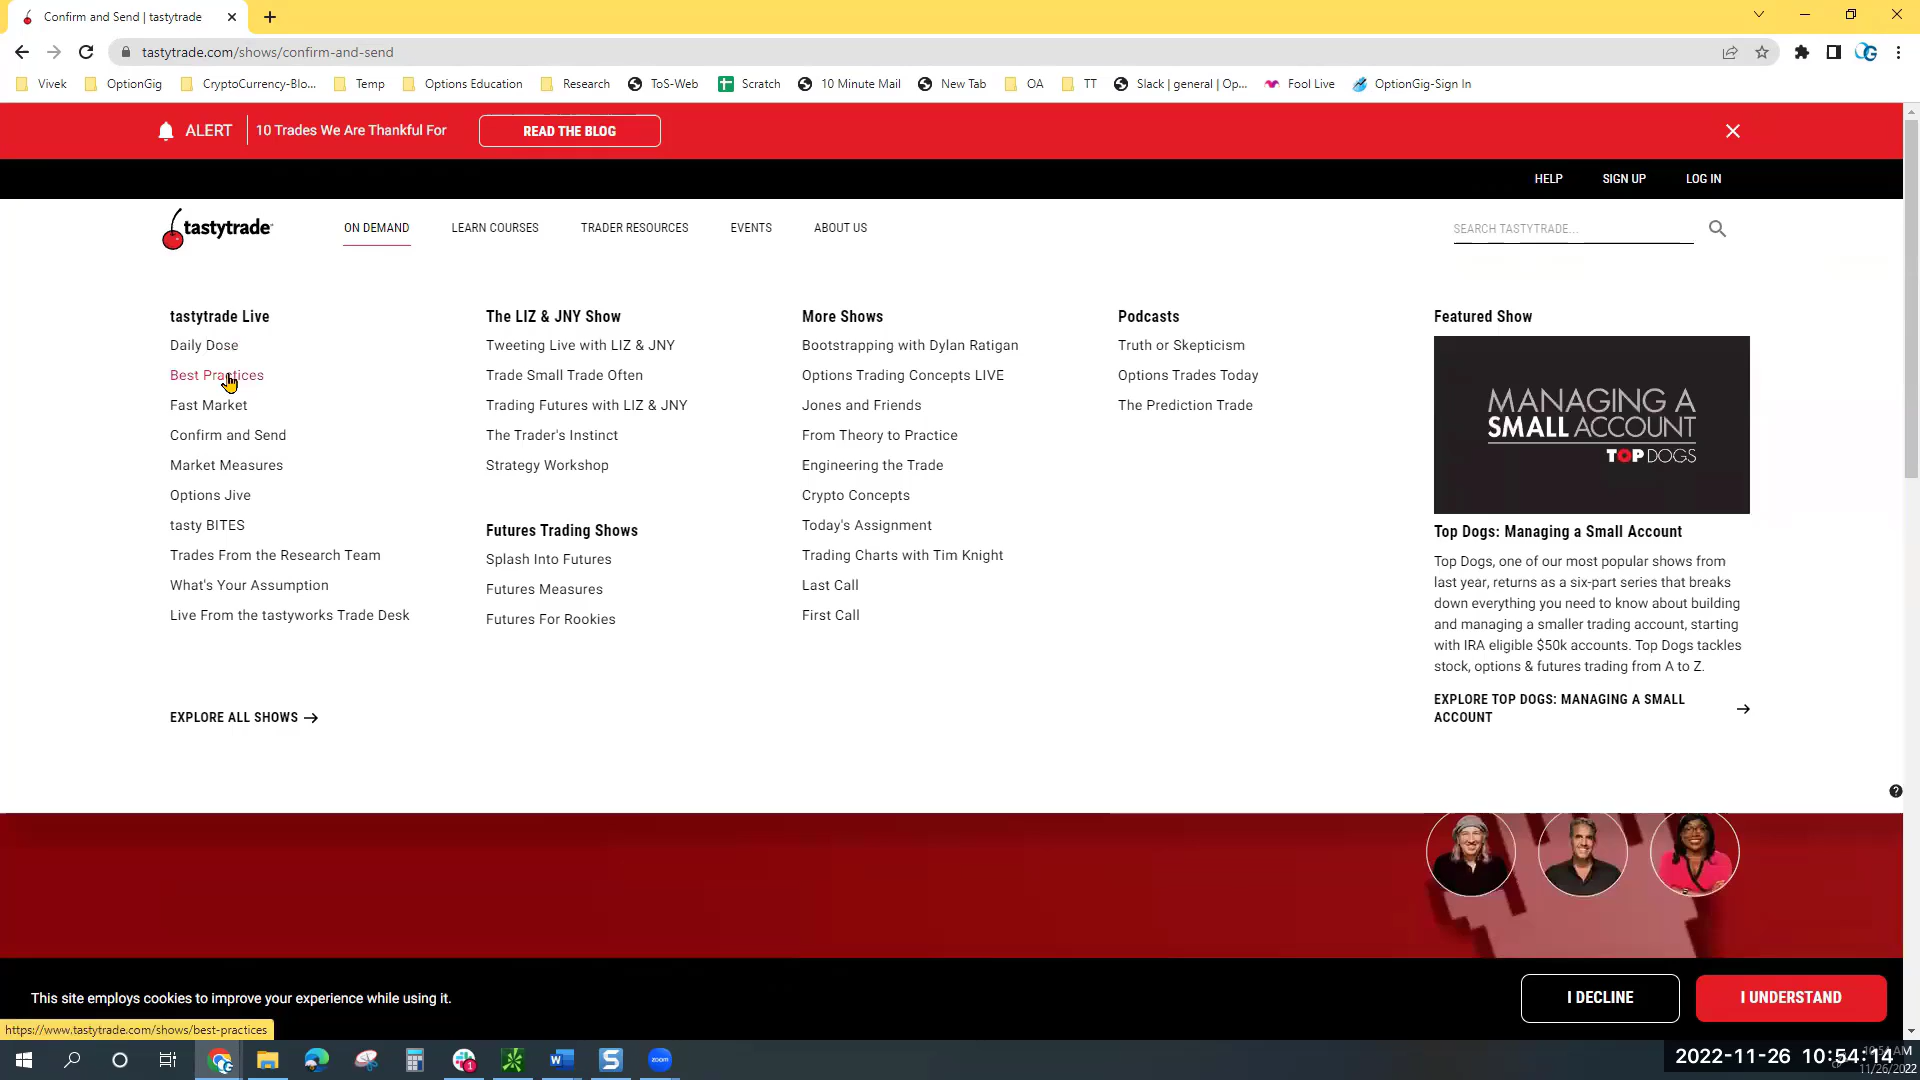 Confirm and Send | tastytrade
tastytrade.com/shows/confirm-and-send
Vivek OptionGig CryptoCurrency-Blo... Temp Options Education Research ToS-Web Scratch 10 Minute Mail New Tab OA TT Slack | general | Op... Fool Live OptionGig-Sign In
ALERT 10 Trades We Are Thankful For READ THE BLOG
HELP SIGN UP LOG IN
tastytrade ON DEMAND LEARN COURSES TRADER RESOURCES EVENTS ABOUT US SEARCH TASTYTRADE...
tastytrade Live
Daily Dose
Best Practices
Fast Market
Confirm and Send
Market Measures
Options Jive
tasty BITES
Trades From the Research Team
What's Your Assumption
Live From the tastyworks Trade Desk
EXPLORE ALL SHOWS
The LIZ & JNY Show
Tweeting Live with LIZ & JNY
Trade Small Trade Often
Trading Futures with LIZ & JNY
The Trader's Instinct
Strategy Workshop
Futures Trading Shows
Splash Into Futures
Futures Measures
Futures For Rookies
More Shows
Bootstrapping with Dylan Ratigan
Options Trading Concepts LIVE
Jones and Friends
From Theory to Practice
Engineering the Trade
Crypto Concepts
Today's Assignment
Trading Charts with Tim Knight
Last Call
First Call
Podcasts
Truth or Skepticism
Options Trades Today
The Prediction Trade
Featured Show
MANAGING A
SMALL ACCOUNT
TOP DOGS
Top Dogs: Managing a Small Account
Top Dogs, one of our most popular shows from
last year, returns as a six-part series that breaks
down everything you need to know about building
and managing a smaller trading account, starting
with IRA eligible $50k accounts. Top Dogs tackles
stock, options & futures trading from A to Z.
EXPLORE TOP DOGS: MANAGING A SMALL
ACCOUNT
This site employs cookies to improve your experience while using it. I DECLINE I UNDERSTAND
https://www.tastytrade.com/shows/best-practices
zoom
2022-11-26 10:54:14
11/26/2022